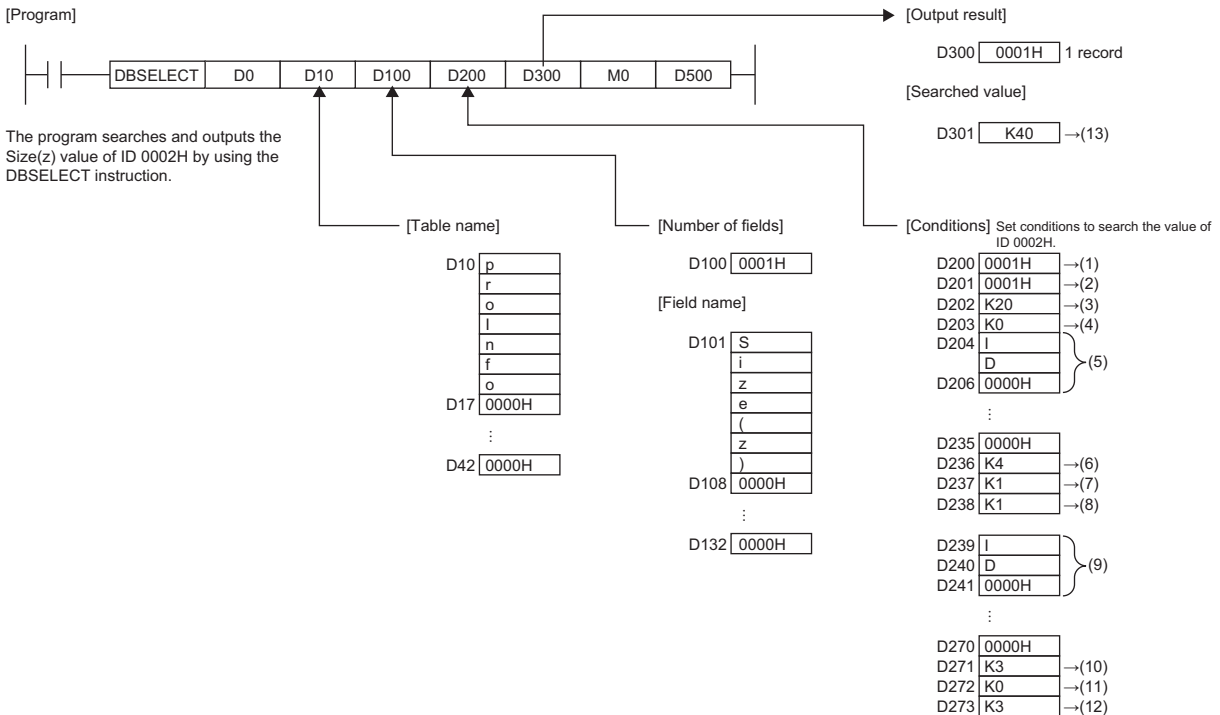 [Program]
DBSELECT D0 D10 D100 D200 D300 M0 D500
The program searches and outputs the
Size(z) value of ID 0002H by using the
DBSELECT instruction.
[Output result]
D300 0001H 1 record
[Searched value]
D301 K40 →(13)
[Table name]
D10 p
r
o
I
n
f
o
D17 0000H
⋮
D42 0000H
[Number of fields]
D100 0001H
[Field name]
D101 S
i
z
e
(
z
)
D108 0000H
⋮
D132 0000H
[Conditions] Set conditions to search the value of
ID 0002H.
D200 0001H →(1)
D201 0001H →(2)
D202 K20 →(3)
D203 K0 →(4)
D204 I
D (5)
D206 0000H
⋮
D235 0000H
D236 K4 →(6)
D237 K1 →(7)
D238 K1 →(8)
D239 I
D240 D (9)
D241 0000H
⋮
D270 0000H
D271 K3 →(10)
D272 K0 →(11)
D273 K3 →(12)